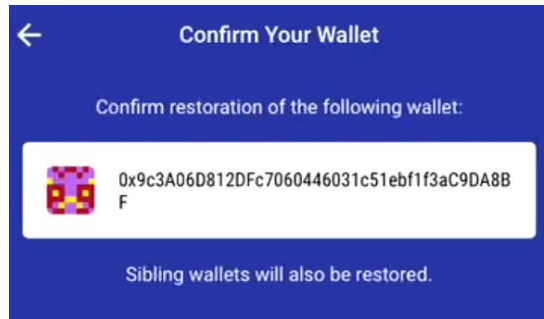 Confirm Your Wallet
Confirm restoration of the following wallet:
0x9c3A06D812DFc7060446031c51ebf1f3aC9DA8B
F
Sibling wallets will also be restored.